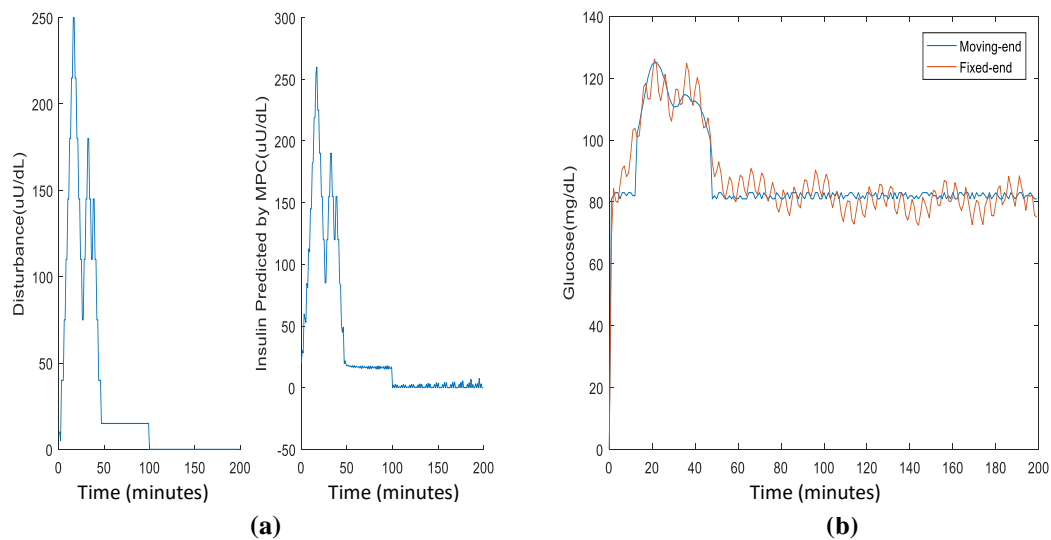 250
200
150
100
50
0
Disturbance(uU/dL)
0 50 100 150 200
Time (minutes)
300
250
200
150
100
50
0
-50
Insulin Predicted by MPC(uU/dL)
0 50 100 150 200
Time (minutes)
(a)
140
120
100
80
60
40
20
0
Glucose(mg/dL)
Moving-end
Fixed-end
0 20 40 60 80 100 120 140 160 180 200
Time (minutes)
(b)